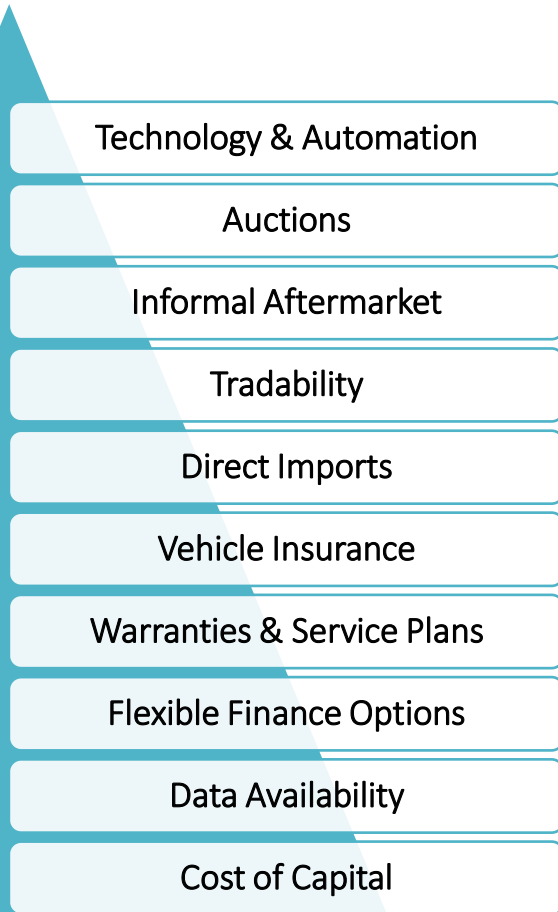 Technology & Automation
Auctions
Informal Aftermarket
Tradability
Direct Imports
Vehicle Insurance
Warranties & Service Plans
Flexible Finance Options
Data Availability
Cost of Capital